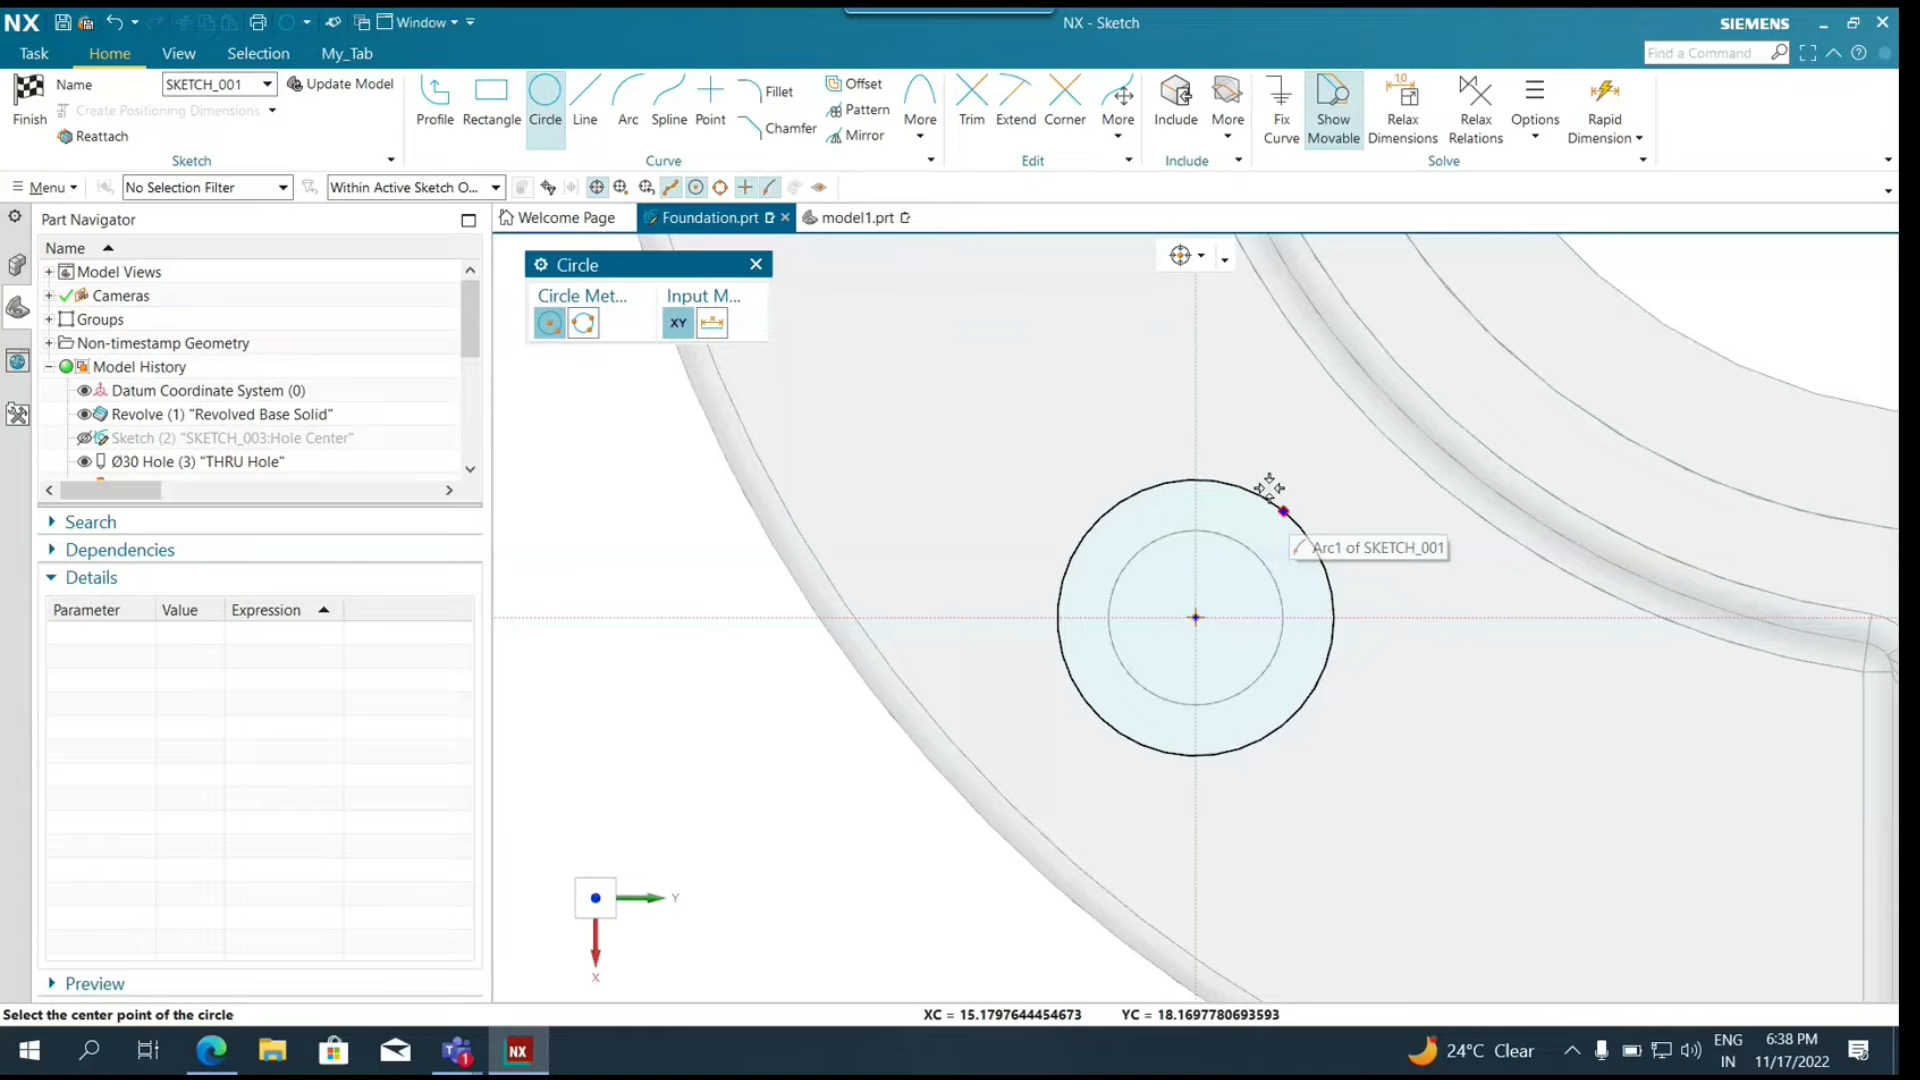 NX
Window
NX - Sketch
SIEMENS
Task
Home
View
Selection
My_Tab
Find a Command
Finish
Name
SKETCH_001
Update Model
Create Positioning Dimensions
Reattach
Sketch
Profile
Rectangle
Circle
Line
Arc
Spline
Point
Fillet
Chamfer
Offset
Pattern
Mirror
More
Curve
Trim
Extend
Corner
More
Edit
Include
More
Include
Fix
Curve
Show
Movable
10
Relax
Dimensions
Relax
Relations
Options
Rapid
Dimension
Solve
Menu
No Selection Filter
Within Active Sketch O...
Part Navigator
Welcome Page
Foundation.prt
model1.prt
Name
Model Views
Cameras
Groups
Non-timestamp Geometry
Model History
Datum Coordinate System (0)
Revolve (1) "Revolved Base Solid"
Sketch (2) "SKETCH_003:Hole Center"
Ø30 Hole (3) "THRU Hole"
Search
Dependencies
Details
Parameter
Value
Expression
Preview
Circle
Circle Met...
Input M...
XY
Arc1 of SKETCH_001
Y
X
Select the center point of the circle
XC = 15.1797644454673
YC = 18.1697780693593
NX
1
24°C Clear
ENG
IN
6:38 PM
11/17/2022